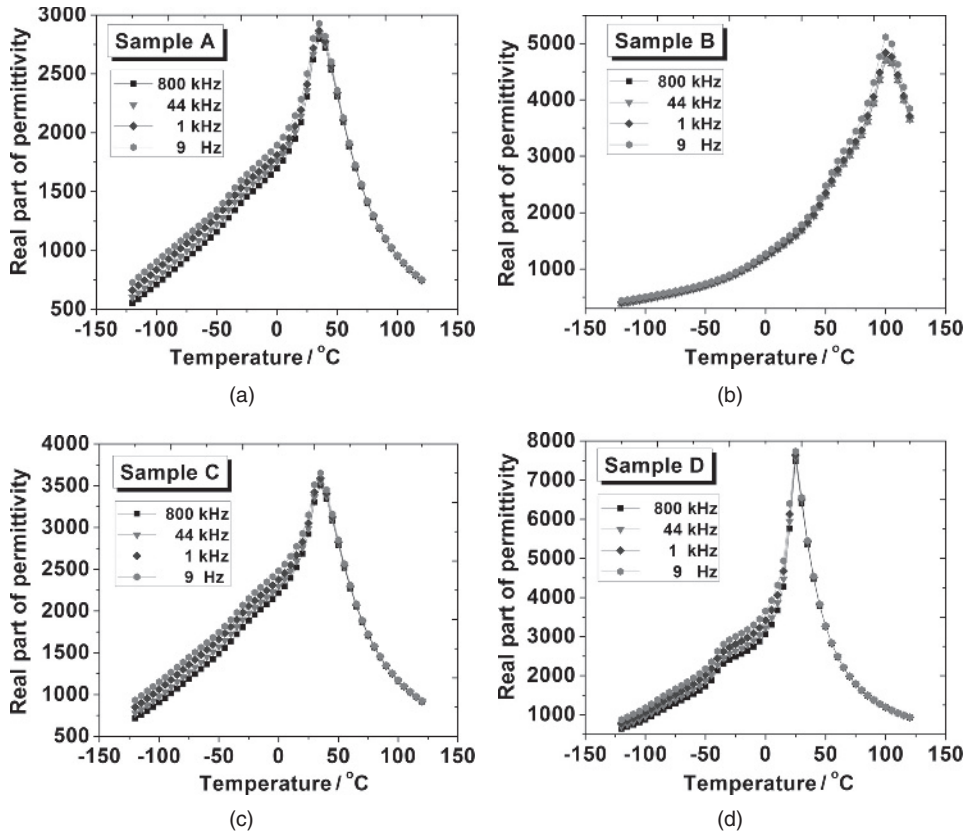 Sample A
800 kHz
44 kHz
1 kHz
9 Hz
Real part of permittivity
3000
2500
2000
1500
1000
500
-150 -100 -50 0 50 100 150
Temperature / °C
(a)
Sample B
800 kHz
44 kHz
1 kHz
9 Hz
Real part of permittivity
5000
4000
3000
2000
1000
-150 -100 -50 0 50 100 150
Temperature / °C
(b)
Sample C
800 kHz
44 kHz
1 kHz
9 Hz
Real part of permittivity
4000
3500
3000
2500
2000
1500
1000
500
-150 -100 -50 0 50 100 150
Temperature / °C
(c)
Sample D
800 kHz
44 kHz
1 kHz
9 Hz
Real part of permittivity
8000
7000
6000
5000
4000
3000
2000
1000
-150 -100 -50 0 50 100 150
Temperature / °C
(d)